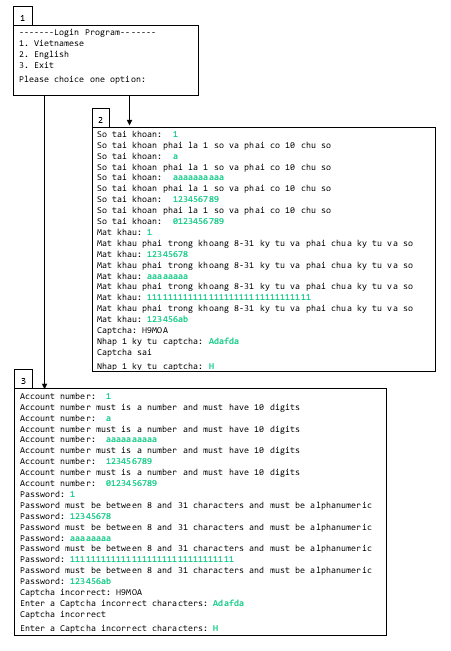 1
-------Login Program-------
1. Vietnamese
2. English
3. Exit
Please choice one option:
2
So tai khoan: 1
So tai khoan phai la 1 so va phai co 10 chu so
So tai khoan: a
So tai khoan phai la 1 so va phai co 10 chu so
So tai khoan: aaaaaaaaaa
So tai khoan phai la 1 so va phai co 10 chu so
So tai khoan: 123456789
So tai khoan phai la 1 so va phai co 10 chu so
So tai khoan: 0123456789
Mat khau: 1
Mat khau phai trong khoang 8-31 ky tu va phai chua ky tu va so
Mat khau: 12345678
Mat khau phai trong khoang 8-31 ky tu va phai chua ky tu va so
Mat khau: aaaaaaaa
Mat khau phai trong khoang 8-31 ky tu va phai chua ky tu va so
Mat khau: 11111111111111111111111111111111
Mat khau phai trong khoang 8-31 ky tu va phai chua ky tu va so
Mat khau: 123456ab
Captcha: H9MOA
Nhap 1 ky tu captcha: Adafda
Captcha sai
Nhap 1 ky tu captcha: H
3
Account number: 1
Account number must is a number and must have 10 digits
Account number: a
Account number must is a number and must have 10 digits
Account number: aaaaaaaaaa
Account number must is a number and must have 10 digits
Account number: 123456789
Account number must is a number and must have 10 digits
Account number: 0123456789
Password: 1
Password must be between 8 and 31 characters and must be alphanumeric
Password: 12345678
Password must be between 8 and 31 characters and must be alphanumeric
Password: aaaaaaaa
Password must be between 8 and 31 characters and must be alphanumeric
Password: 11111111111111111111111111111111
Password must be between 8 and 31 characters and must be alphanumeric
Password: 123456ab
Captcha incorrect: H9MOA
Enter a Captcha incorrect characters: Adafda
Captcha incorrect
Enter a Captcha incorrect characters: H